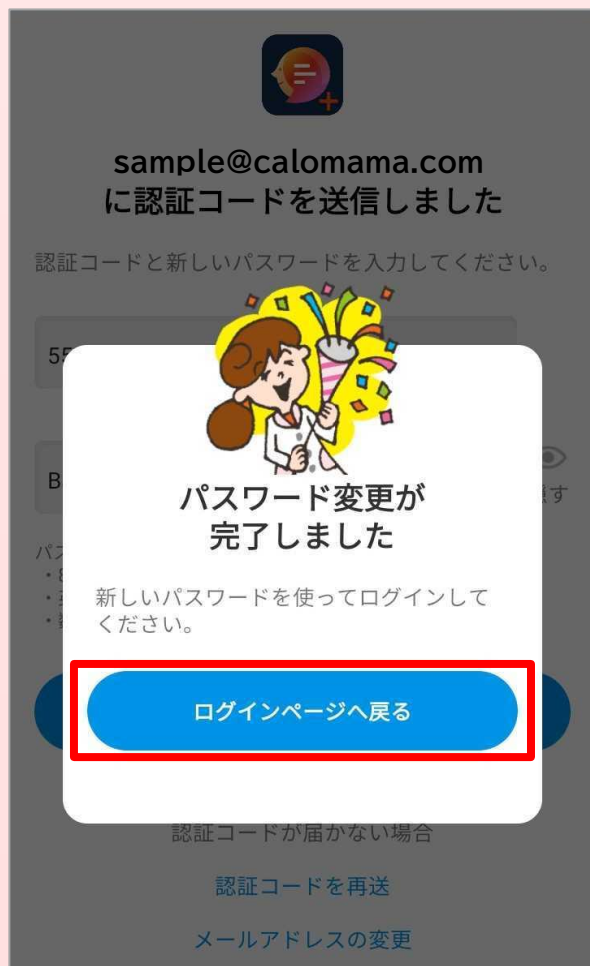 sample@calomama.com
に認証コードを送信しました
認証コードと新しいパスワードを入力してください。
55
B
す
パスワード変更が
完了しました
パス
・8
新しいパスワードを使ってログインして
ください。
ログインページへ戻る
認証コードが届かない場合
認証コードを再送
メールアドレスの変更